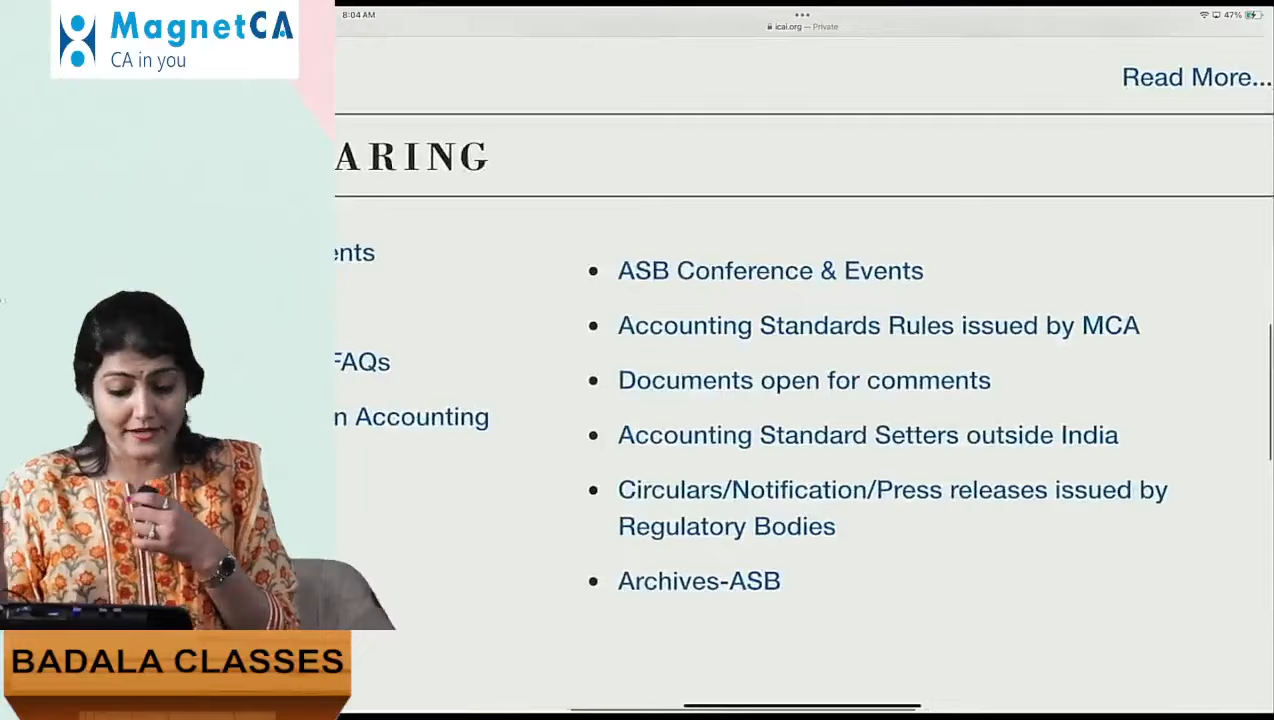 MagnetCA
CA in you
8:04 AM
icai.org — Private
47%
Read More...
ARING
ents
FAQs
n Accounting
• ASB Conference & Events
• Accounting Standards Rules issued by MCA
• Documents open for comments
• Accounting Standard Setters outside India
• Circulars/Notification/Press releases issued by
Regulatory Bodies
• Archives-ASB
BADALA CLASSES